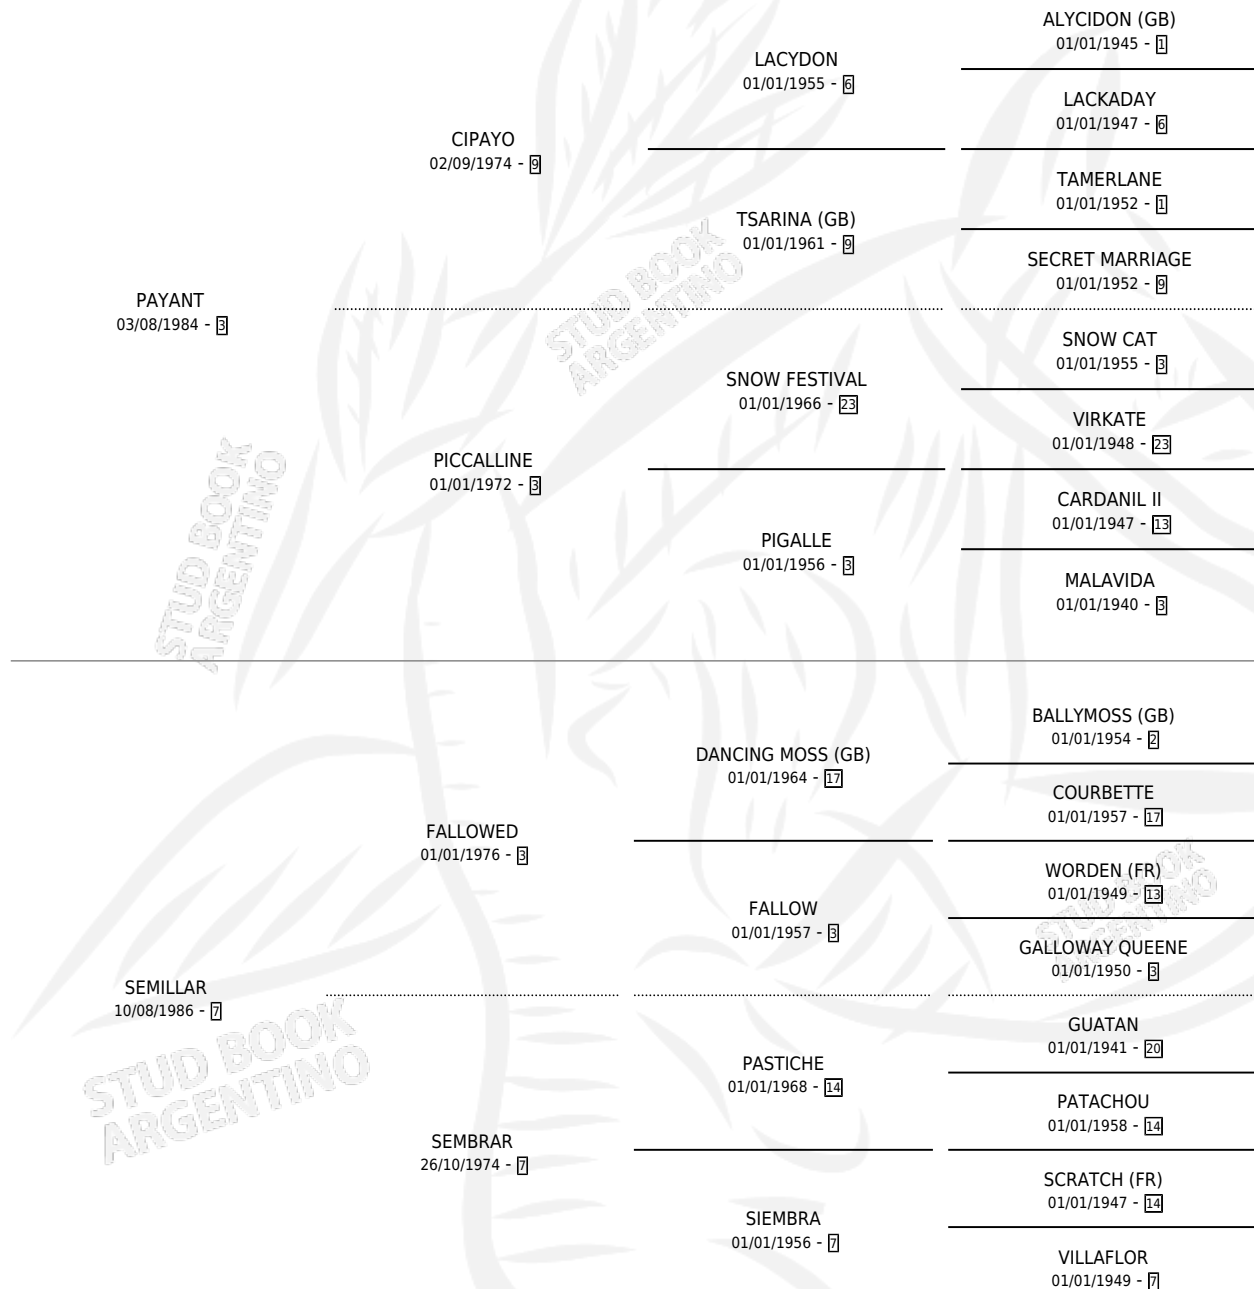 ALYCIDON (GB)
01/01/1945 - 1
LACYDON
01/01/1955 - 6
LACKADAY
01/01/1947 - 6
CIPAYO
02/09/1974 - 9
TAMERLANE
01/01/1952 - 1
TSARINA (GB)
01/01/1961 - 9
SECRET MARRIAGE
01/01/1952 - 9
PAYANT
03/08/1984 - 3
SNOW CAT
01/01/1955 - 3
SNOW FESTIVAL
01/01/1966 - 23
VIRKATE
01/01/1948 - 23
PICCALLINE
01/01/1972 - 3
CARDANIL II
01/01/1947 - 13
PIGALLE
01/01/1956 - 3
MALAVIDA
01/01/1940 - 3
STUD BOOK
ARGENTINO
STUD BOOK
ARGENTINO
BALLYMOSS (GB)
01/01/1954 - 2
DANCING MOSS (GB)
01/01/1964 - 17
COURBETTE
01/01/1957 - 17
FALLOWED
01/01/1976 - 3
WORDEN (FR)
01/01/1949 - 13
FALLOW
01/01/1957 - 3
GALLOWAY QUEENE
01/01/1950 - 3
SEMILLAR
10/08/1986 - 7
GUATAN
01/01/1941 - 20
PASTICHE
01/01/1968 - 14
PATACHOU
01/01/1958 - 14
SEMBRAR
26/10/1974 - 7
SCRATCH (FR)
01/01/1947 - 14
SIEMBRA
01/01/1956 - 7
VILLAFLOR
01/01/1949 - 7
STUD BOOK
ARGENTINO
STUD BOOK
ARGENTINO